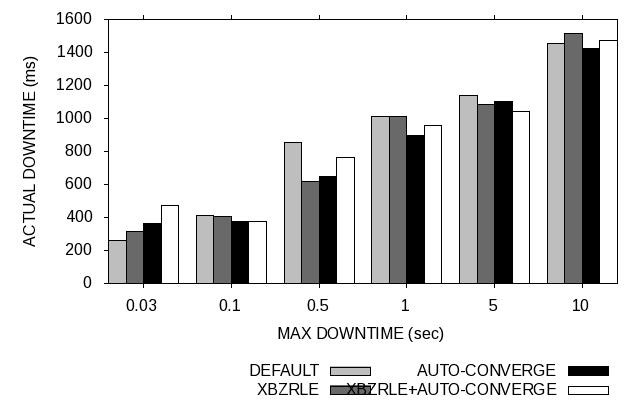 1600
1400
1200
1000
800
600
400
200
0
ACTUAL DOWNTIME (ms)
0.03 0.1 0.5 1 5 10
MAX DOWNTIME (sec)
DEFAULT AUTO-CONVERGE
XBZRLE XBZRLE+AUTO-CONVERGE